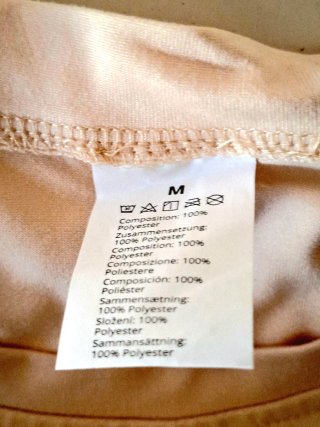 M
Composition: 100%
Polyester
Zusammensetzung:
100% Polyester
Composition: 100%
Polyester
Composizione: 100%
Poliestere
Composición: 100%
Poliéster
Sammensætning:
100% Polyester
Složení: 100%
Polyester
Sammansättning:
100% Polyester